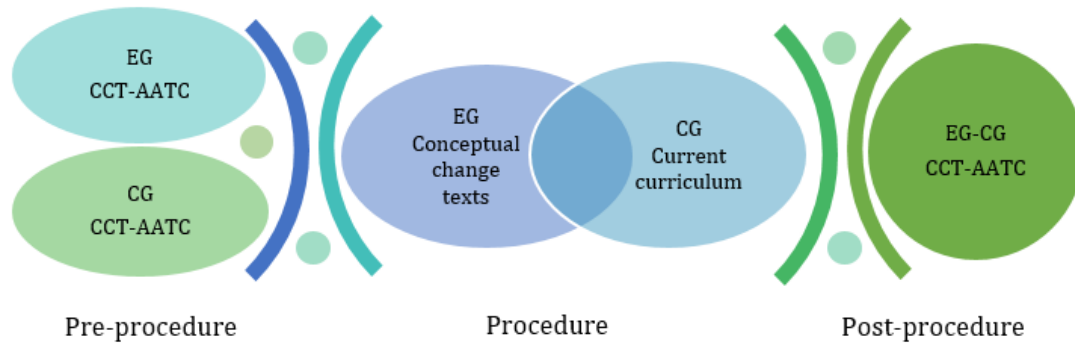 EG
CCT-AATC
CG
CCT-AATC
EG
Conceptual
change
texts
CG
Current
curriculum
EG-CG
CCT-AATC
Pre-procedure
Procedure
Post-procedure